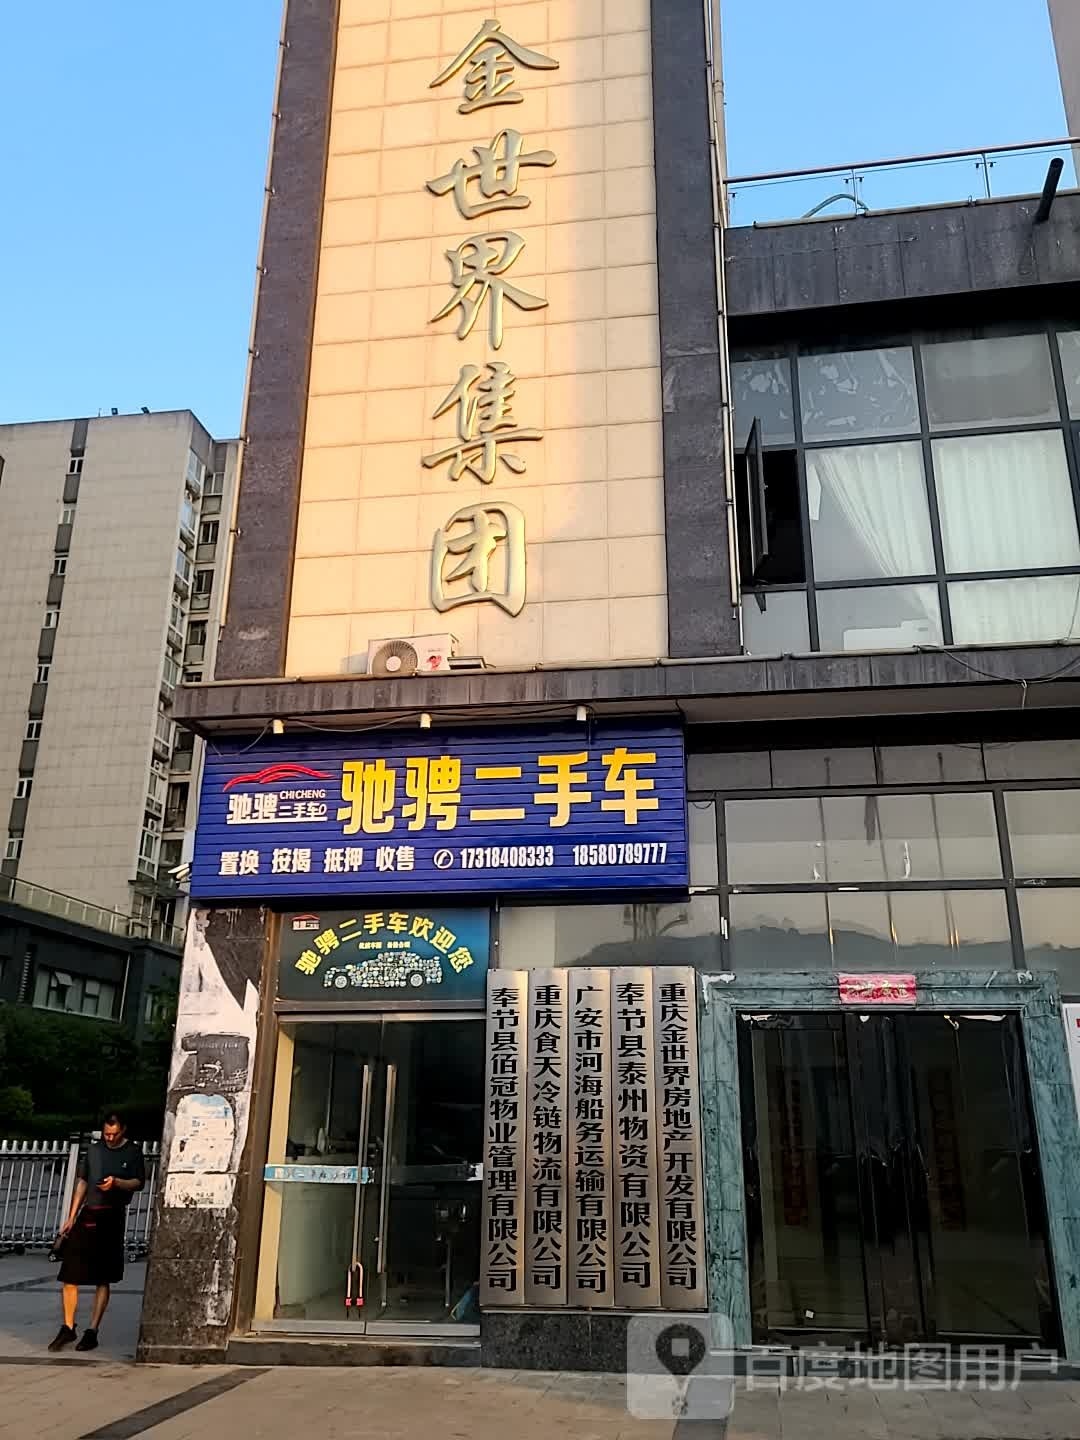 金世界集团
驰骋二手车
CHI CHENG
驰骋二手车
置换 按揭 抵押 收售 17318408333 18580789777
驰骋二手车欢迎您
重庆金世界房地产开发有限公司
奉节县泰州物资有限公司
广安市河海船务运输有限公司
重庆食天冷链物流有限公司
奉节县佰冠物业管理有限公司
百度地图用户